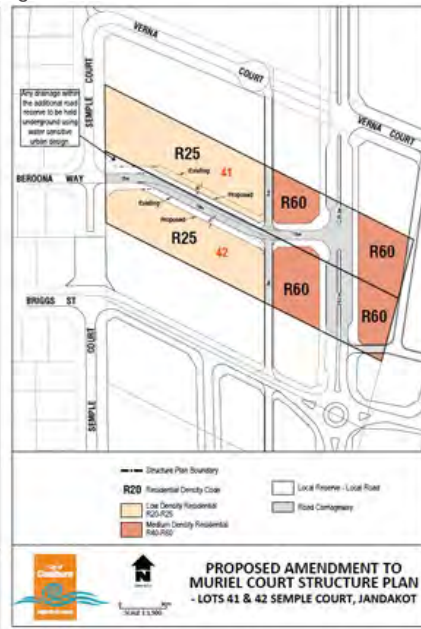 VERNA
COURT
SEMPLE COURT
Any drainage within
the additional road
reserve to be held
underground using
water sensitive
urban design
VERNA COURT
R25
Existing
41
Proposed
R60
BEROONA WAY
Existing
Proposed
R25
42
R60
R60
R60
BRIGGS ST
SEMPLE COURT
Structure Plan Boundary
R20 Residential Density Code
Low Density Residential
R20-R25
Medium Density Residential
R40-R60
Local Reserve - Local Road
Road Carriageway
City of
Cockburn
N
SCALE
PROPOSED AMENDMENT TO
MURIEL COURT STRUCTURE PLAN
- LOTS 41 & 42 SEMPLE COURT, JANDAKOT